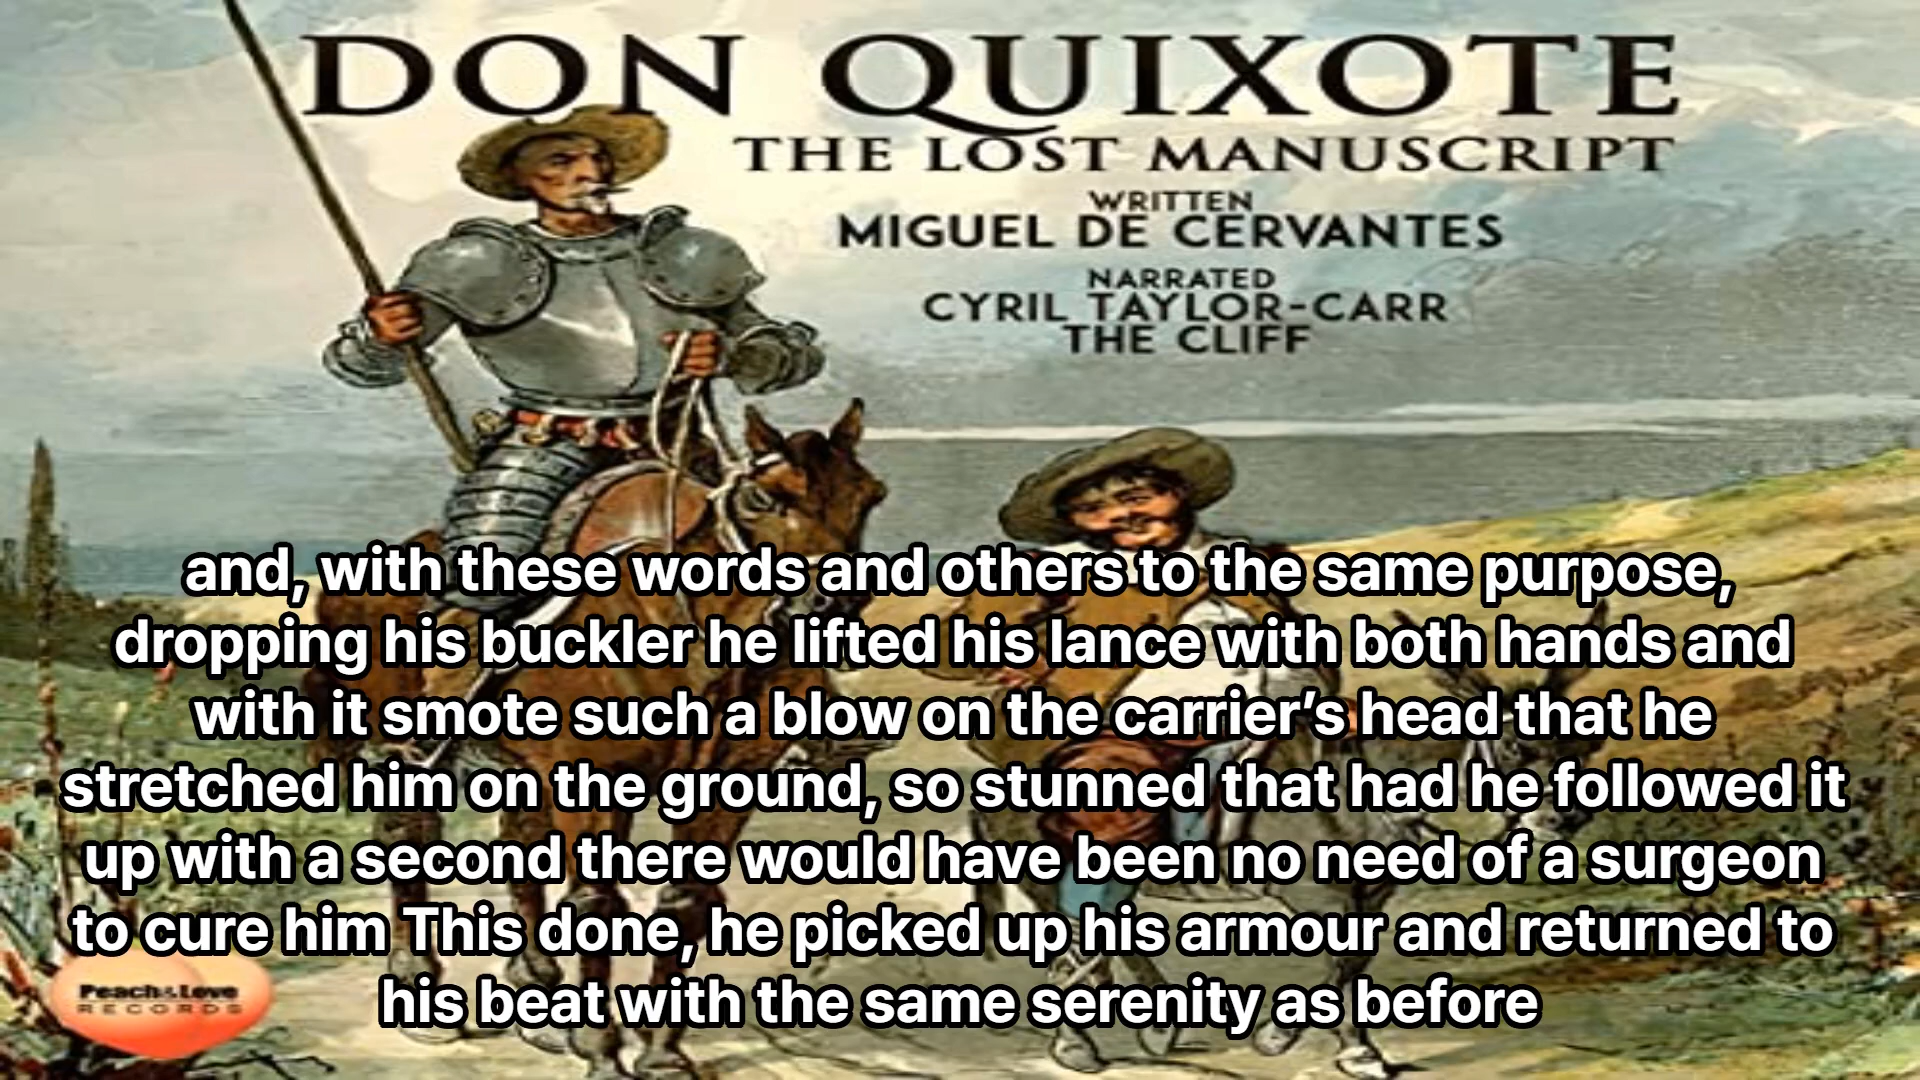 DON QUIXOTE
THE LOST MANUSCRIPT
WRITTEN
MIGUEL DE CERVANTES
NARRATED
CYRIL TAYLOR-CARR
THE CLIFF
and, with these words and others to the same purpose,
dropping his buckler he lifted his lance with both hands and
with it smote such a blow on the carrier’s head that he
stretched him on the ground, so stunned that had he followed it
up with a second there would have been no need of a surgeon
to cure him This done, he picked up his armour and returned to
his beat with the same serenity as before
Peach&Love
RECORDS